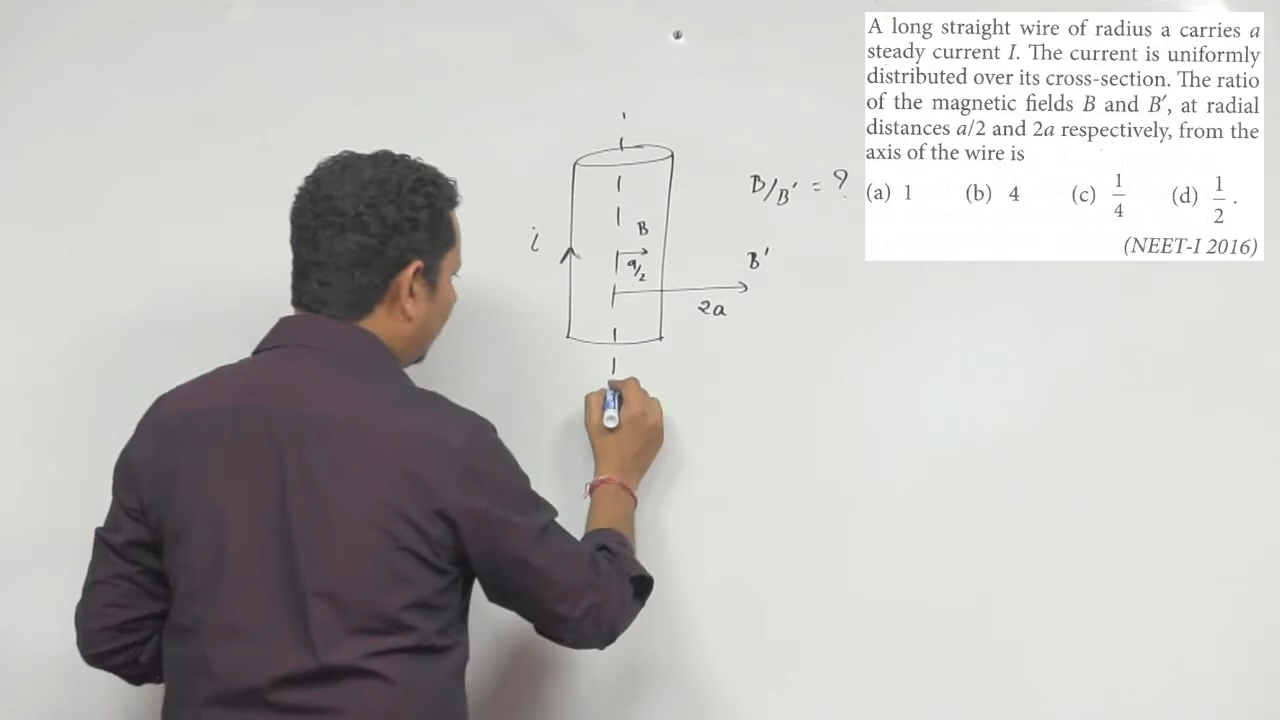 A long straight wire of radius a carries a
steady current I. The current is uniformly
distributed over its cross-section. The ratio
of the magnetic fields B and B′, at radial
distances a/2 and 2a respectively, from the
axis of the wire is
(a) 1 (b) 4 (c) 1/4 (d) 1/2.
(NEET-I 2016)
B/B' = ?
i
B
a/2
B'
2a